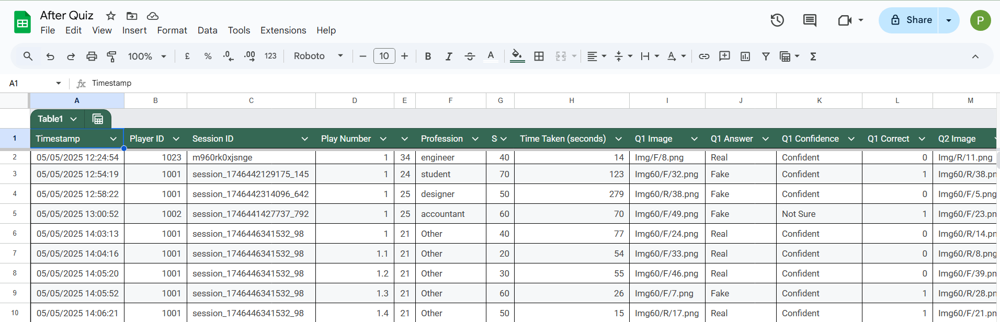 After Quiz
File Edit View Insert Format Data Tools Extensions Help
Share
P
100% £ % .0 .00 123 Roboto 10 B I A Σ
A1 fx Timestamp
A B C D E F G H I J K L M
Table1
1 Timestamp Player ID Session ID Play Number Profession S Time Taken (seconds) Q1 Image Q1 Answer Q1 Confidence Q1 Correct Q2 Image
2 05/05/2025 12:24:54 1023 m960rk0xjsnge 1 34 engineer 40 14 Img/F/8.png Real Confident 0 Img/R/11.png
3 05/05/2025 12:54:19 1001 session_1746442129175_145 1 24 student 70 123 Img60/F/32.png Fake Confident 1 Img60/R/38.pn
4 05/05/2025 12:58:22 1001 session_1746442314096_642 1 25 designer 50 279 Img60/R/38.png Fake Confident 0 Img60/F/5.png
5 05/05/2025 13:00:52 1002 session_1746441427737_792 1 25 accountant 60 70 Img60/F/49.png Fake Not Sure 1 Img60/F/23.pn
6 05/05/2025 14:03:13 1001 session_1746446341532_98 1 21 Other 40 77 Img60/F/24.png Real Confident 0 Img60/R/14.pn
7 05/05/2025 14:04:16 1001 session_1746446341532_98 1.1 21 Other 20 54 Img60/F/33.png Real Confident 0 Img60/R/8.png
8 05/05/2025 14:05:20 1001 session_1746446341532_98 1.2 21 Other 30 55 Img60/F/46.png Real Confident 0 Img60/F/39.pn
9 05/05/2025 14:05:52 1001 session_1746446341532_98 1.3 21 Other 60 26 Img60/F/7.png Fake Confident 1 Img60/R/28.pn
10 05/05/2025 14:06:21 1001 session_1746446341532_98 1.4 21 Other 50 15 Img60/R/17.png Real Confident 1 Img60/F/21.pn